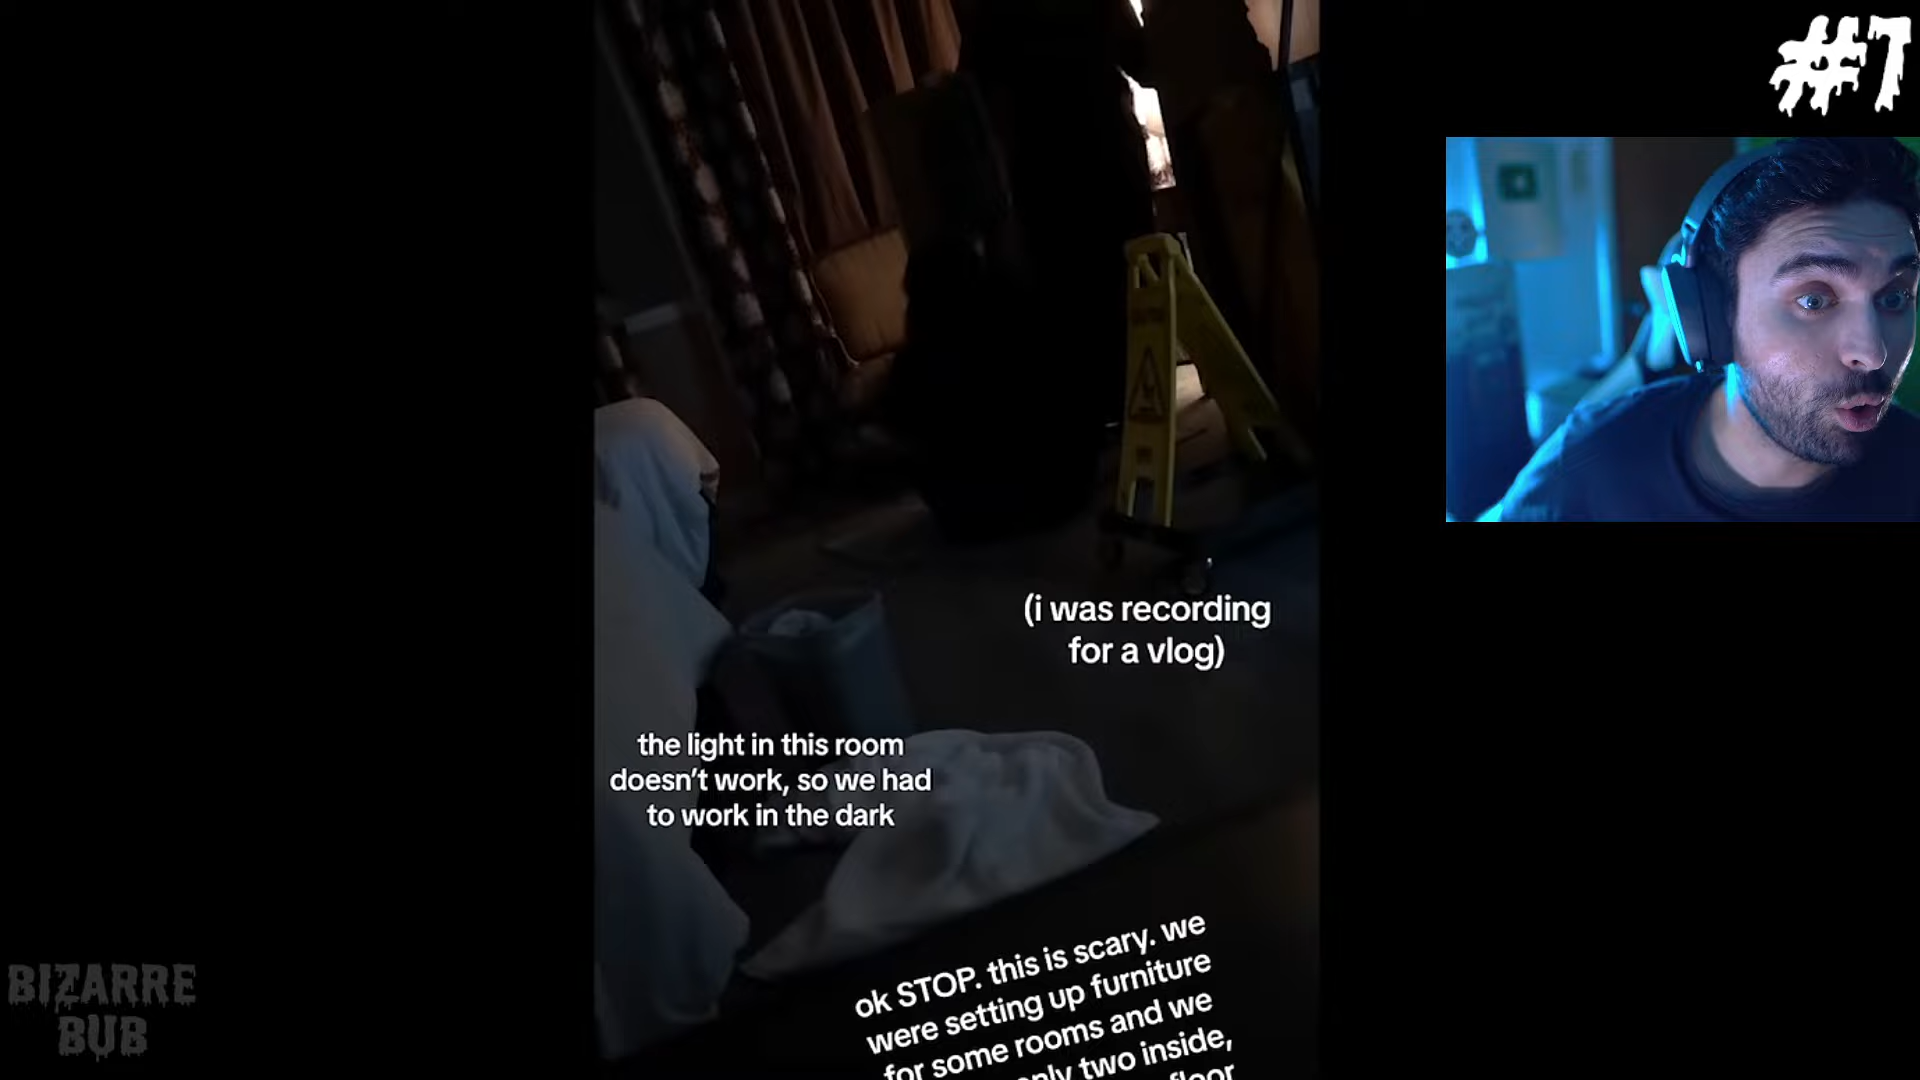 #7
(i was recording
for a vlog)
the light in this room
doesn't work, so we had
to work in the dark
ok STOP. this is scary. we
were setting up furniture
for some rooms and we
only two inside,
floor
BIZARRE
BUB